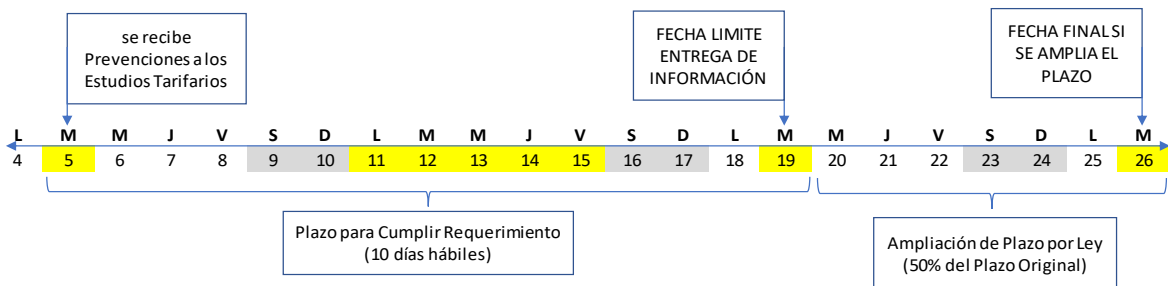 se recibe
Prevenciones a los
Estudios Tarifarios
FECHA LIMITE
ENTREGA DE
INFORMACIÓN
FECHA FINAL SI
SE AMPLIA EL
PLAZO
L M M J V S D L M M J V S D L M M J V S D L M
4 5 6 7 8 9 10 11 12 13 14 15 16 17 18 19 20 21 22 23 24 25 26
Plazo para Cumplir Requerimiento
(10 días hábiles)
Ampliación de Plazo por Ley
(50% del Plazo Original)